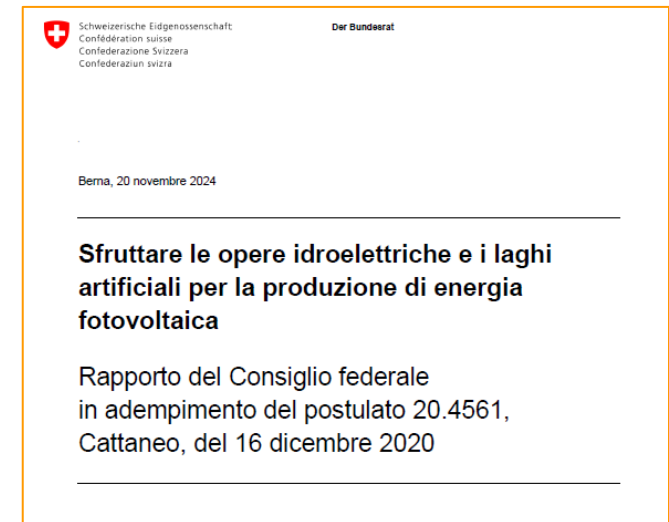 Schweizerische Eidgenossenschaft
Confédération suisse
Confederazione Svizzera
Confederaziun svizra
Der Bundesrat
Berna, 20 novembre 2024
Sfruttare le opere idroelettriche e i laghi
artificiali per la produzione di energia
fotovoltaica
Rapporto del Consiglio federale
in adempimento del postulato 20.4561,
Cattaneo, del 16 dicembre 2020